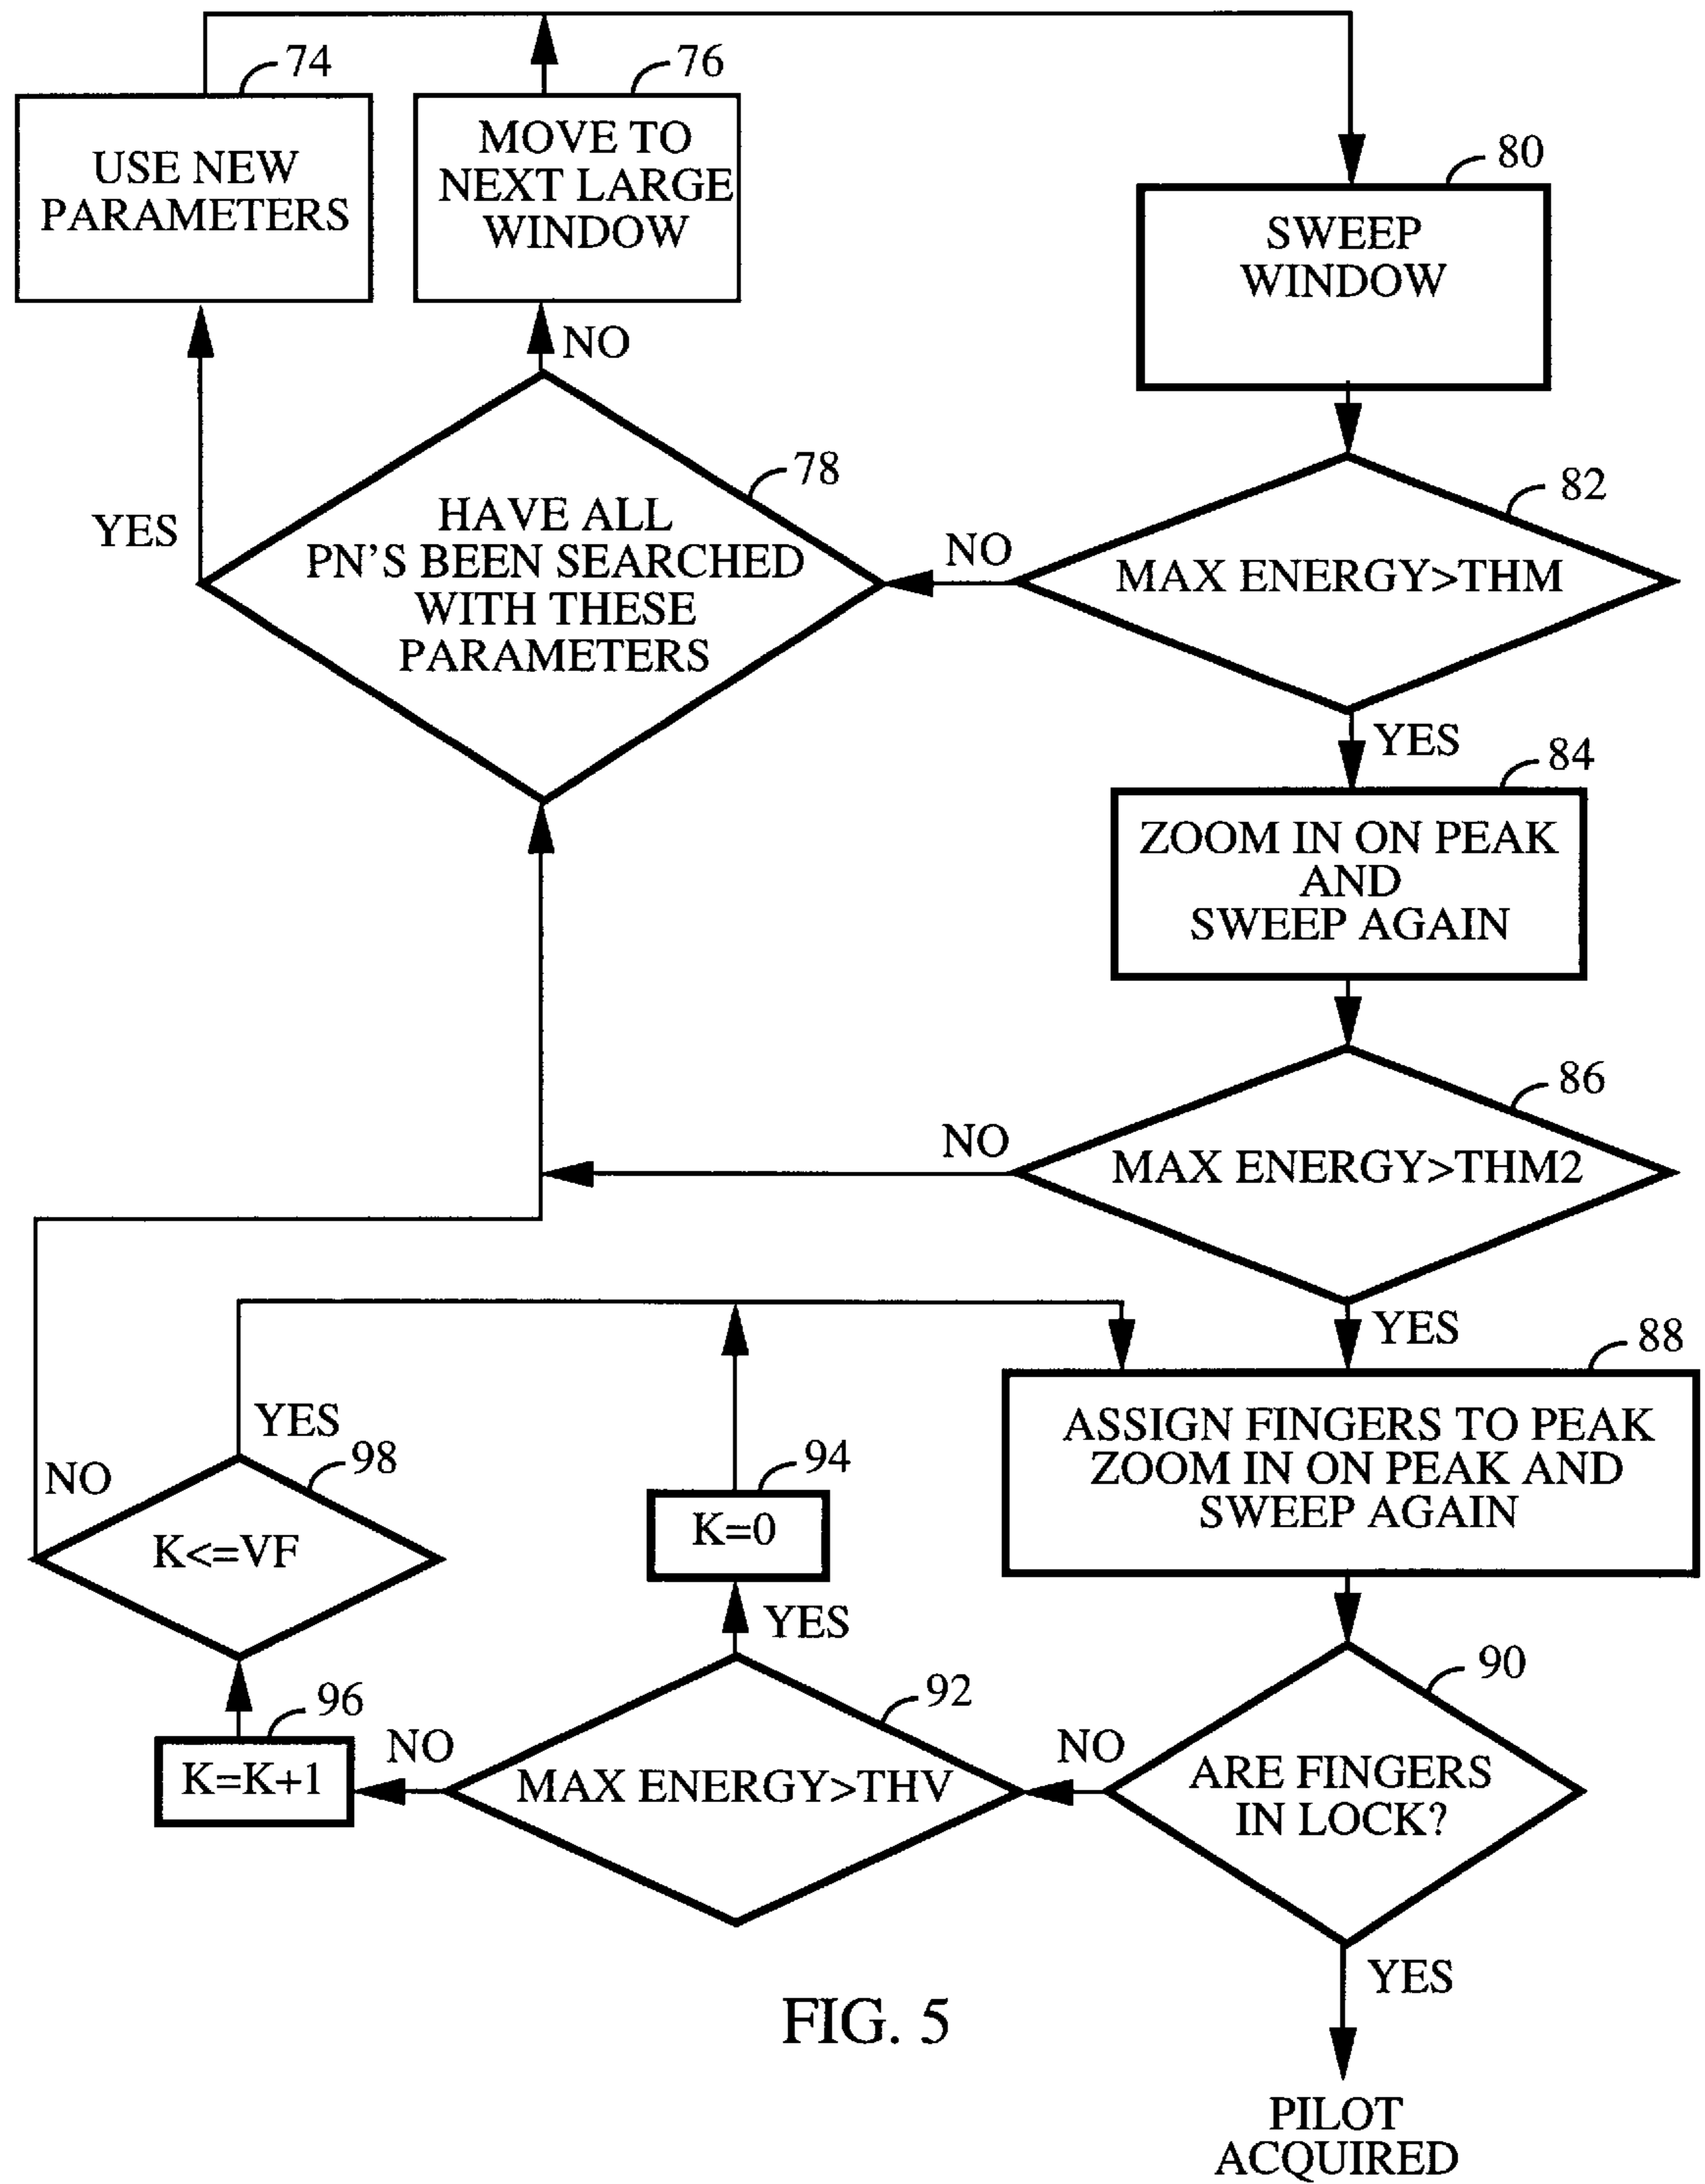 74
76
USE NEW
PARAMETERS
MOVE TO
NEXT LARGE
WINDOW
80
SWEEP
WINDOW
NO
78
YES
HAVE ALL
PN'S BEEN SEARCHED
WITH THESE
PARAMETERS
NO
82
MAX ENERGY>THM
YES
84
ZOOM IN ON PEAK
AND
SWEEP AGAIN
86
NO
MAX ENERGY>THM2
YES
88
ASSIGN FINGERS TO PEAK
ZOOM IN ON PEAK AND
SWEEP AGAIN
YES
NO
98
K<=VF
94
K=0
YES
90
96
92
NO
NO
K=K+1
MAX ENERGY>THV
ARE FINGERS
IN LOCK?
YES
FIG. 5
PILOT
ACQUIRED